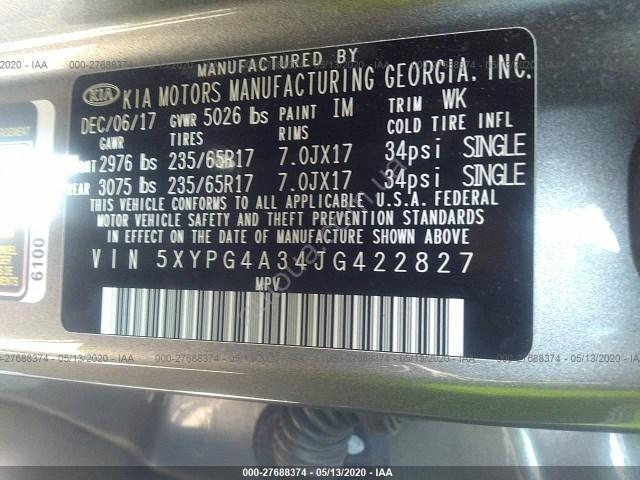 MANUFACTURED BY
KIA KIA MOTORS MANUFACTURING GEORGIA. INC.
DEC/06/17 GVWR 5026 lbs PAINT IM TRIM WK
GAWR TIRES RIMS COLD TIRE INFL
2976 lbs 235/65R17 7.0JX17 34psi SINGLE
3075 lbs 235/65R17 7.0JX17 34psi SINGLE
THIS VEHICLE CONFORMS TO ALL APPLICABLE U.S.A. FEDERAL
MOTOR VEHICLE SAFETY AND THEFT PREVENTION STANDARDS
IN EFFECT ON THE DATE OF MANUFACTURE SHOWN ABOVE.
VIN 5XYPG4A34JG422827
MPV
6100
000-27688374 - 05/13/2020 - IAA